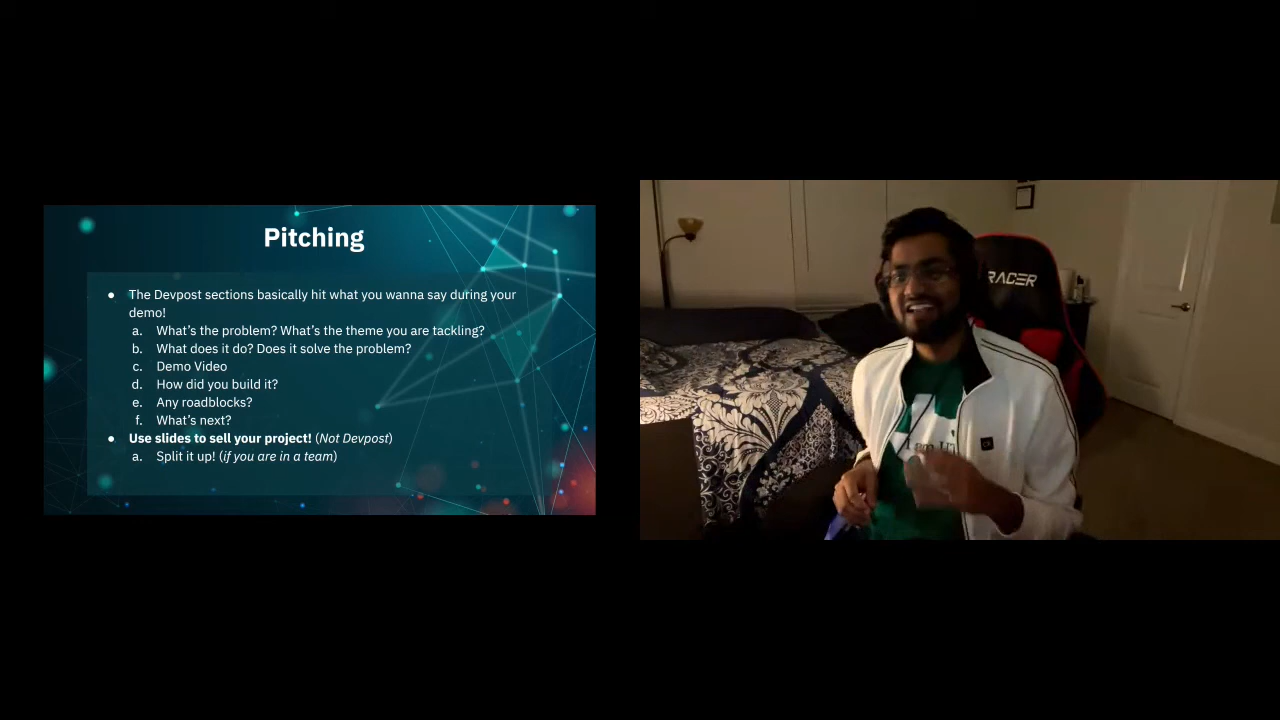 Pitching
● The Devpost sections basically hit what you wanna say during your
demo!
a. What's the problem? What's the theme you are tackling?
b. What does it do? Does it solve the problem?
c. Demo Video
d. How did you build it?
e. Any roadblocks?
f. What's next?
● Use slides to sell your project! (Not Devpost)
a. Split it up! (if you are in a team)
RACER
I am